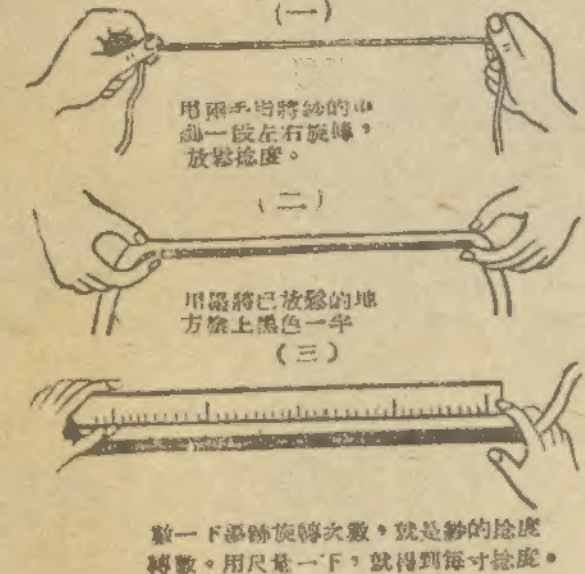 (一)
用兩手指將紗的中
絀一段左右旋轉，
放鬆捻度。
(二)
用墨將已放鬆的地
方塗上黑色一半
(三)
數一下墨跡旋轉次數，就是紗的捻度
轉數。用尺量一下，就得到每寸捻度。